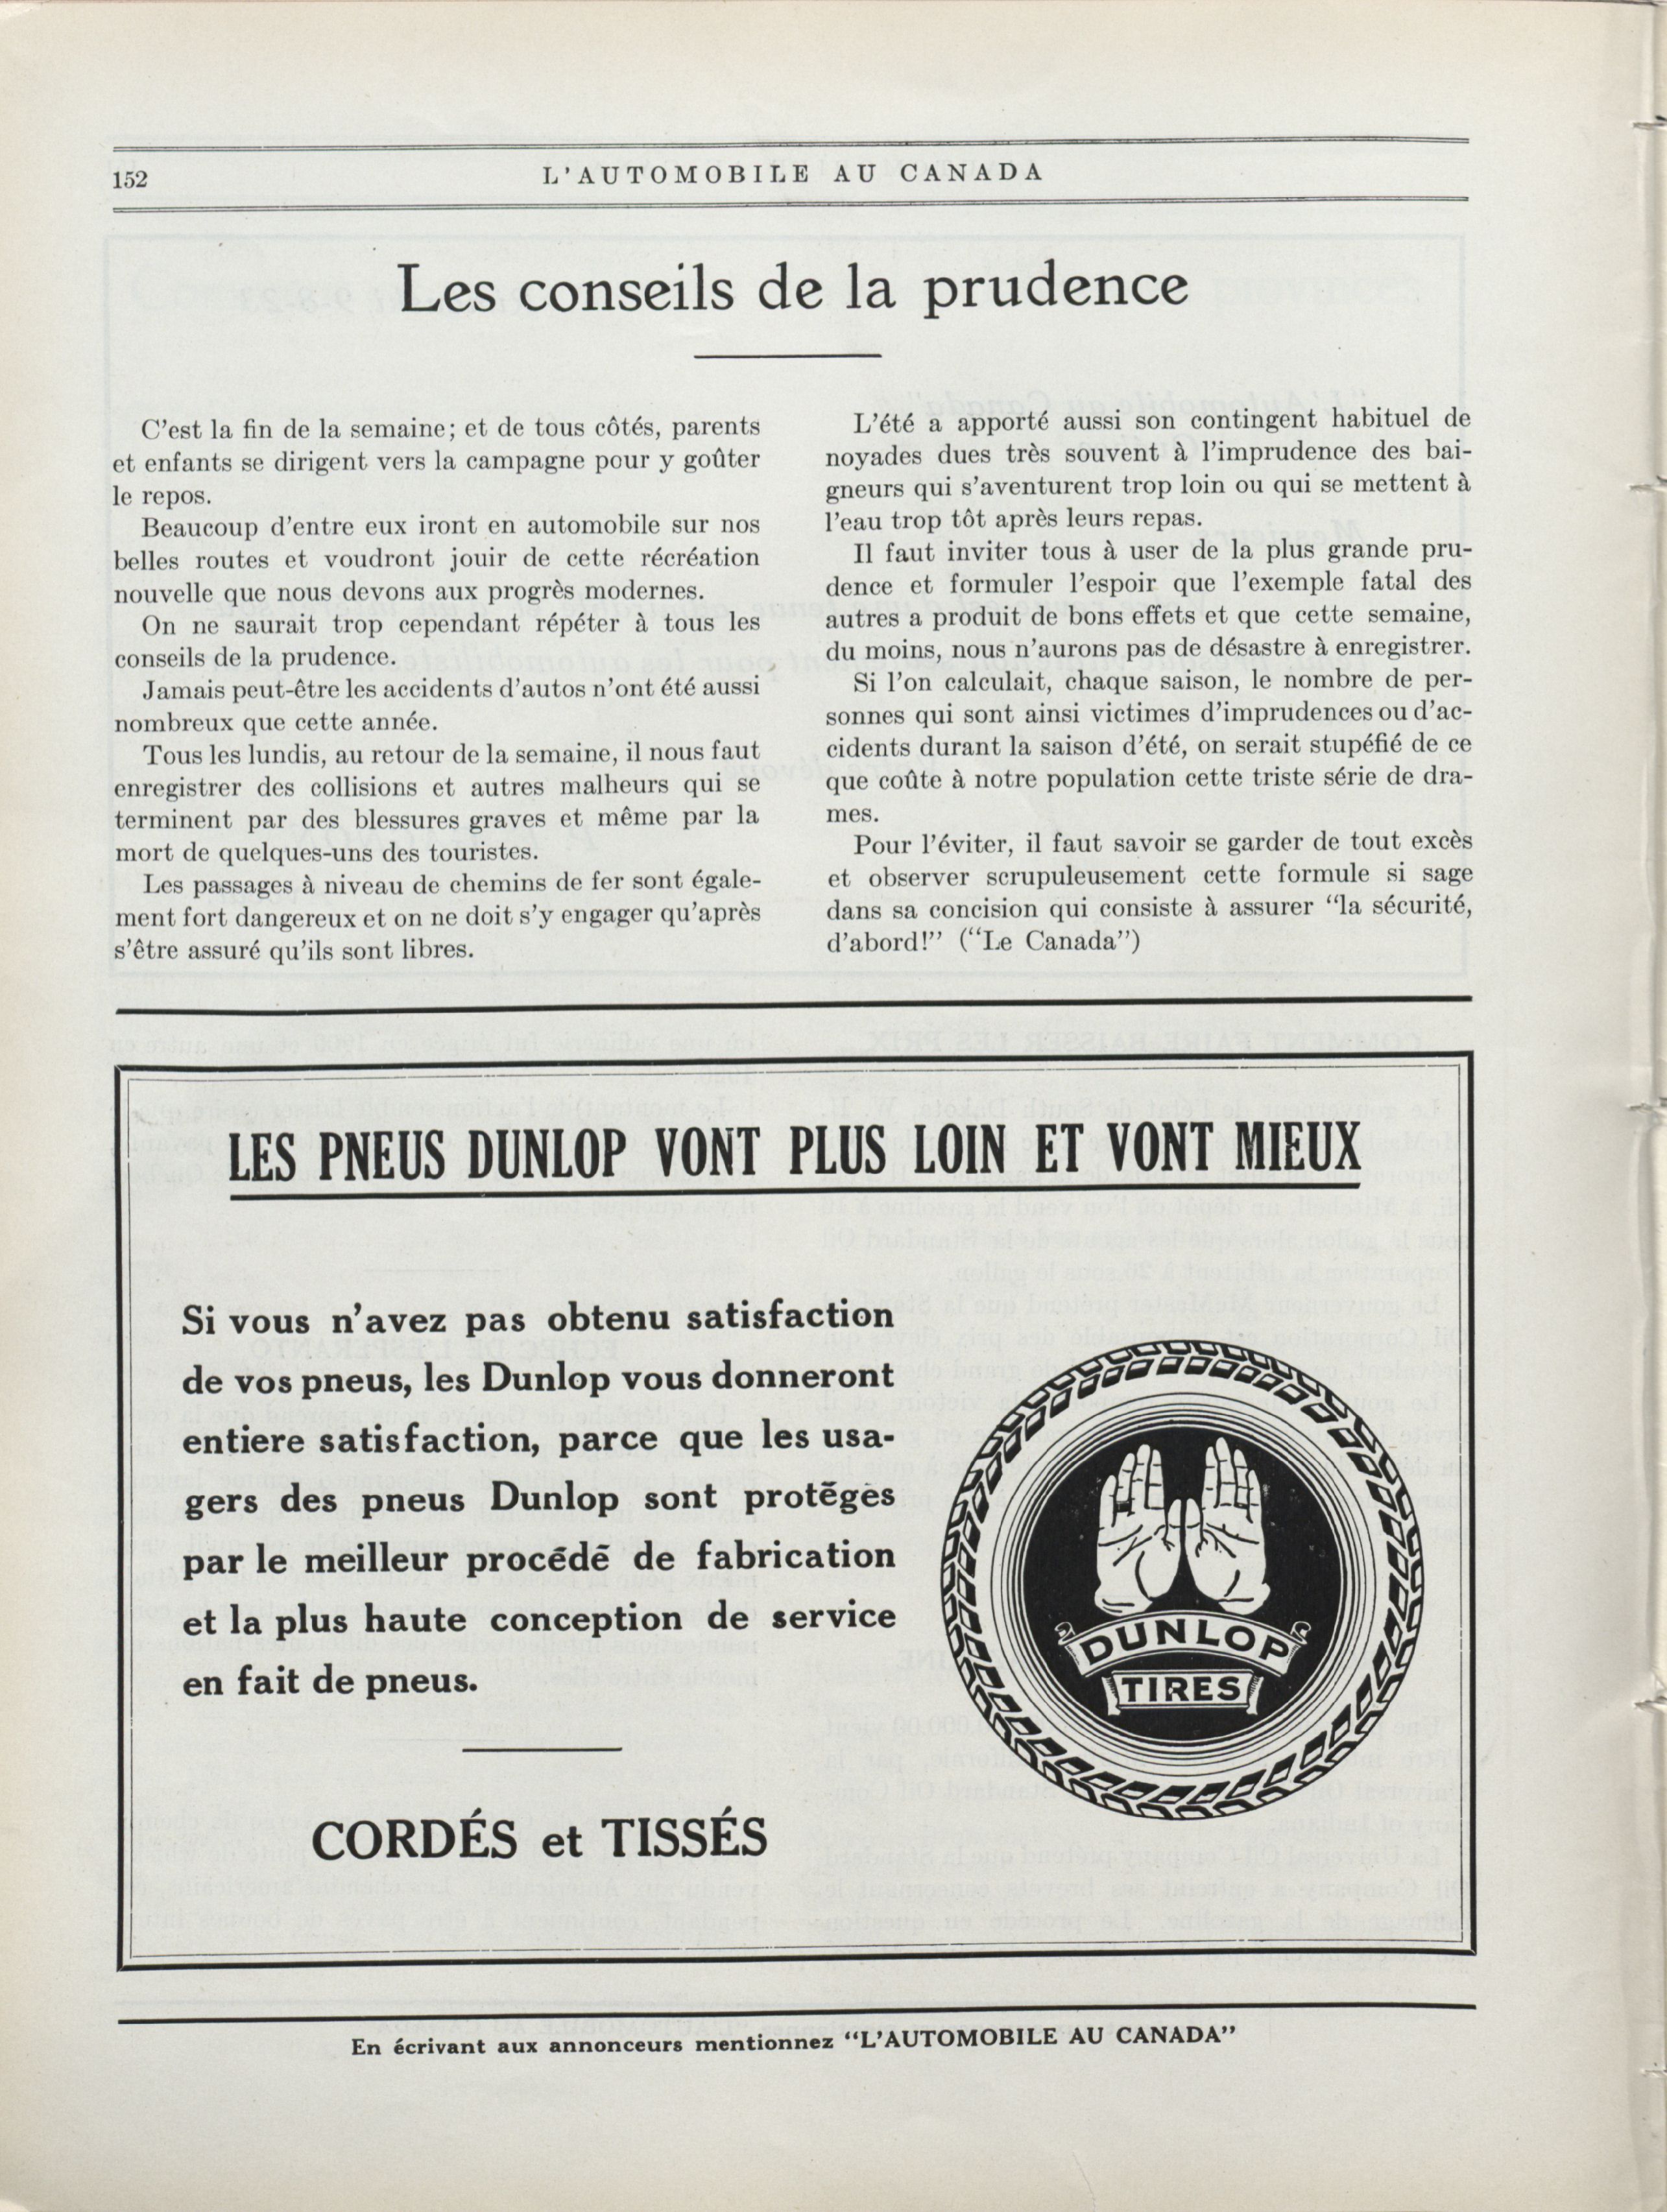 152
L'AUTOMOBILE AU CANADA
Les conseils de la prudence
C'est la fin de la semaine; et de tous côtés, parents
et enfants se dirigent vers la campagne pour y goûter
le repos.
Beaucoup d'entre eux iront en automobile sur nos
belles routes et voudront jouir de cette récréation
nouvelle que nous devons aux progrès modernes.
On ne saurait trop cependant répéter à tous les
conseils de la prudence.
Jamais peut-être les accidents d'autos n'ont été aussi
nombreux que cette année.
Tous les lundis, au retour de la semaine, il nous faut
enregistrer des collisions et autres malheurs qui se
terminent par des blessures graves et même par la
mort de quelques-uns des touristes.
Les passages à niveau de chemins de fer sont égale-
ment fort dangereux et on ne doit s'y engager qu'après
s'être assuré qu'ils sont libres.
L'été a apporté aussi son contingent habituel de
noyades dues très souvent à l'imprudence des bai-
gneurs qui s'aventurent trop loin ou qui se mettent à
l'eau trop tôt après leurs repas.
Il faut inviter tous à user de la plus grande pru-
dence et formuler l'espoir que l'exemple fatal des
autres a produit de bons effets et que cette semaine,
du moins, nous n'aurons pas de désastre à enregistrer.
Si l'on calculait, chaque saison, le nombre de per-
sonnes qui sont ainsi victimes d'imprudences ou d'ac-
cidents durant la saison d'été, on serait stupéfié de ce
que coûte à notre population cette triste série de dra-
mes.
Pour l'éviter, il faut savoir se garder de tout excès
et observer scrupuleusement cette formule si sage
dans sa concision qui consiste à assurer "la sécurité,
d'abord!" ("Le Canada")
LES PNEUS DUNLOP VONT PLUS LOIN ET VONT MIEUX
Si vous n'avez pas obtenu satisfaction
de vos pneus, les Dunlop vous donneront
entiere satisfaction, parce que les usa-
gers des pneus Dunlop sont protēgès
par le meilleur procēdē de fabrication
et la plus haute conception de service
en fait de pneus.
DUNLOP
TIRES
CORDÉS et TISSÉS
En écrivant aux annonceurs mentionnez "L'AUTOMOBILE AU CANADA"